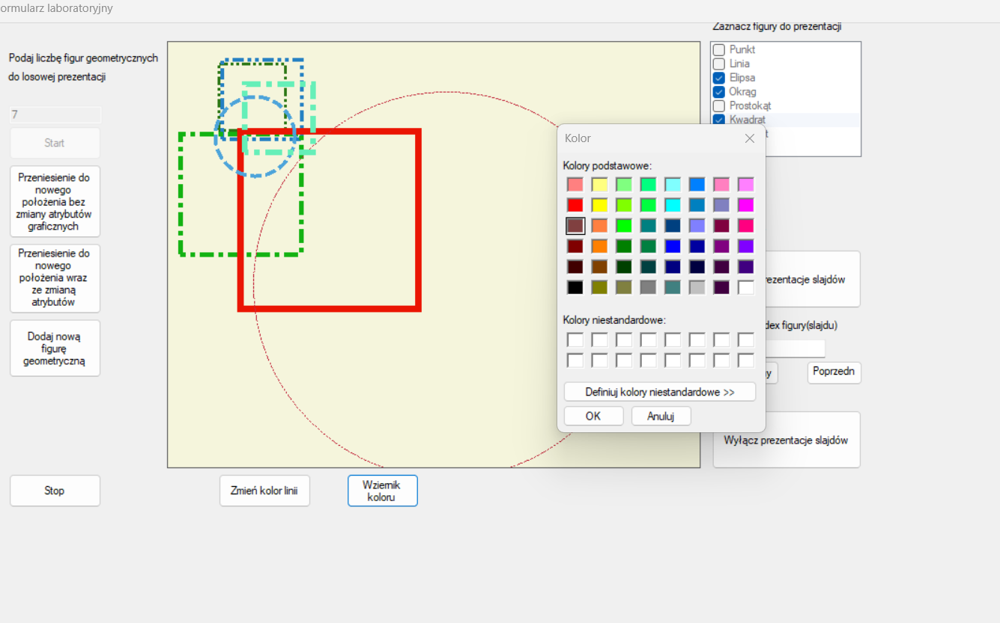 ormularz laboratoryjny
Podaj liczbę figur geometrycznych
do losowej prezentacji
7
Start
Przeniesienie do
nowego
położenia bez
zmiany atrybutów
graficznych
Przeniesienie do
nowego
położenia wraz
ze zmianą
atrybutów
Dodaj nową
figurę
geometryczną
Stop
Zmień kolor linii
Wziernik
koloru
Zaznacz figury do prezentacji
Punkt
Linia
Elipsa
Okrąg
Prostokąt
Kwadrat
t
Kolor
Kolory podstawowe:
Kolory niestandardowe:
Definiuj kolory niestandardowe >>
OK
Anuluj
rezentacje slajdów
dex figury(slajdu)
y
Poprzedn
Wyłącz prezentacje slajdów